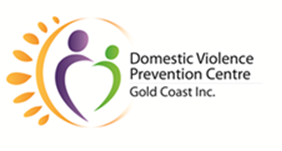 Domestic Violence
Prevention Centre
Gold Coast Inc.